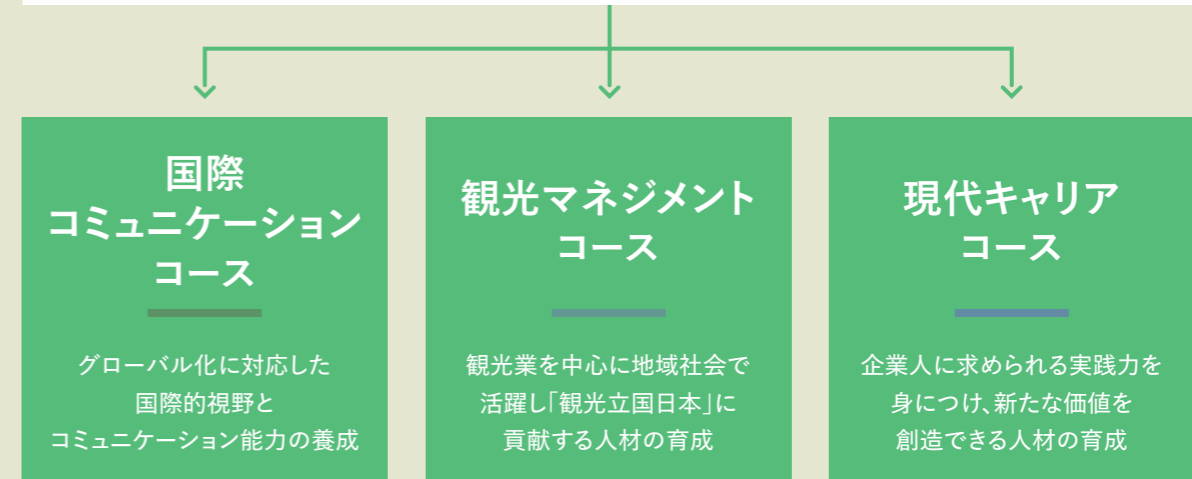 国際
コミュニケーション
コース
グローバル化に対応した
国際的視野と
コミュニケーション能力の養成
観光マネジメント
コース
観光業を中心に地域社会で
活躍し「観光立国日本」に
貢献する人材の育成
現代キャリア
コース
企業人に求められる実践力を
身につけ、新たな価値を
創造できる人材の育成